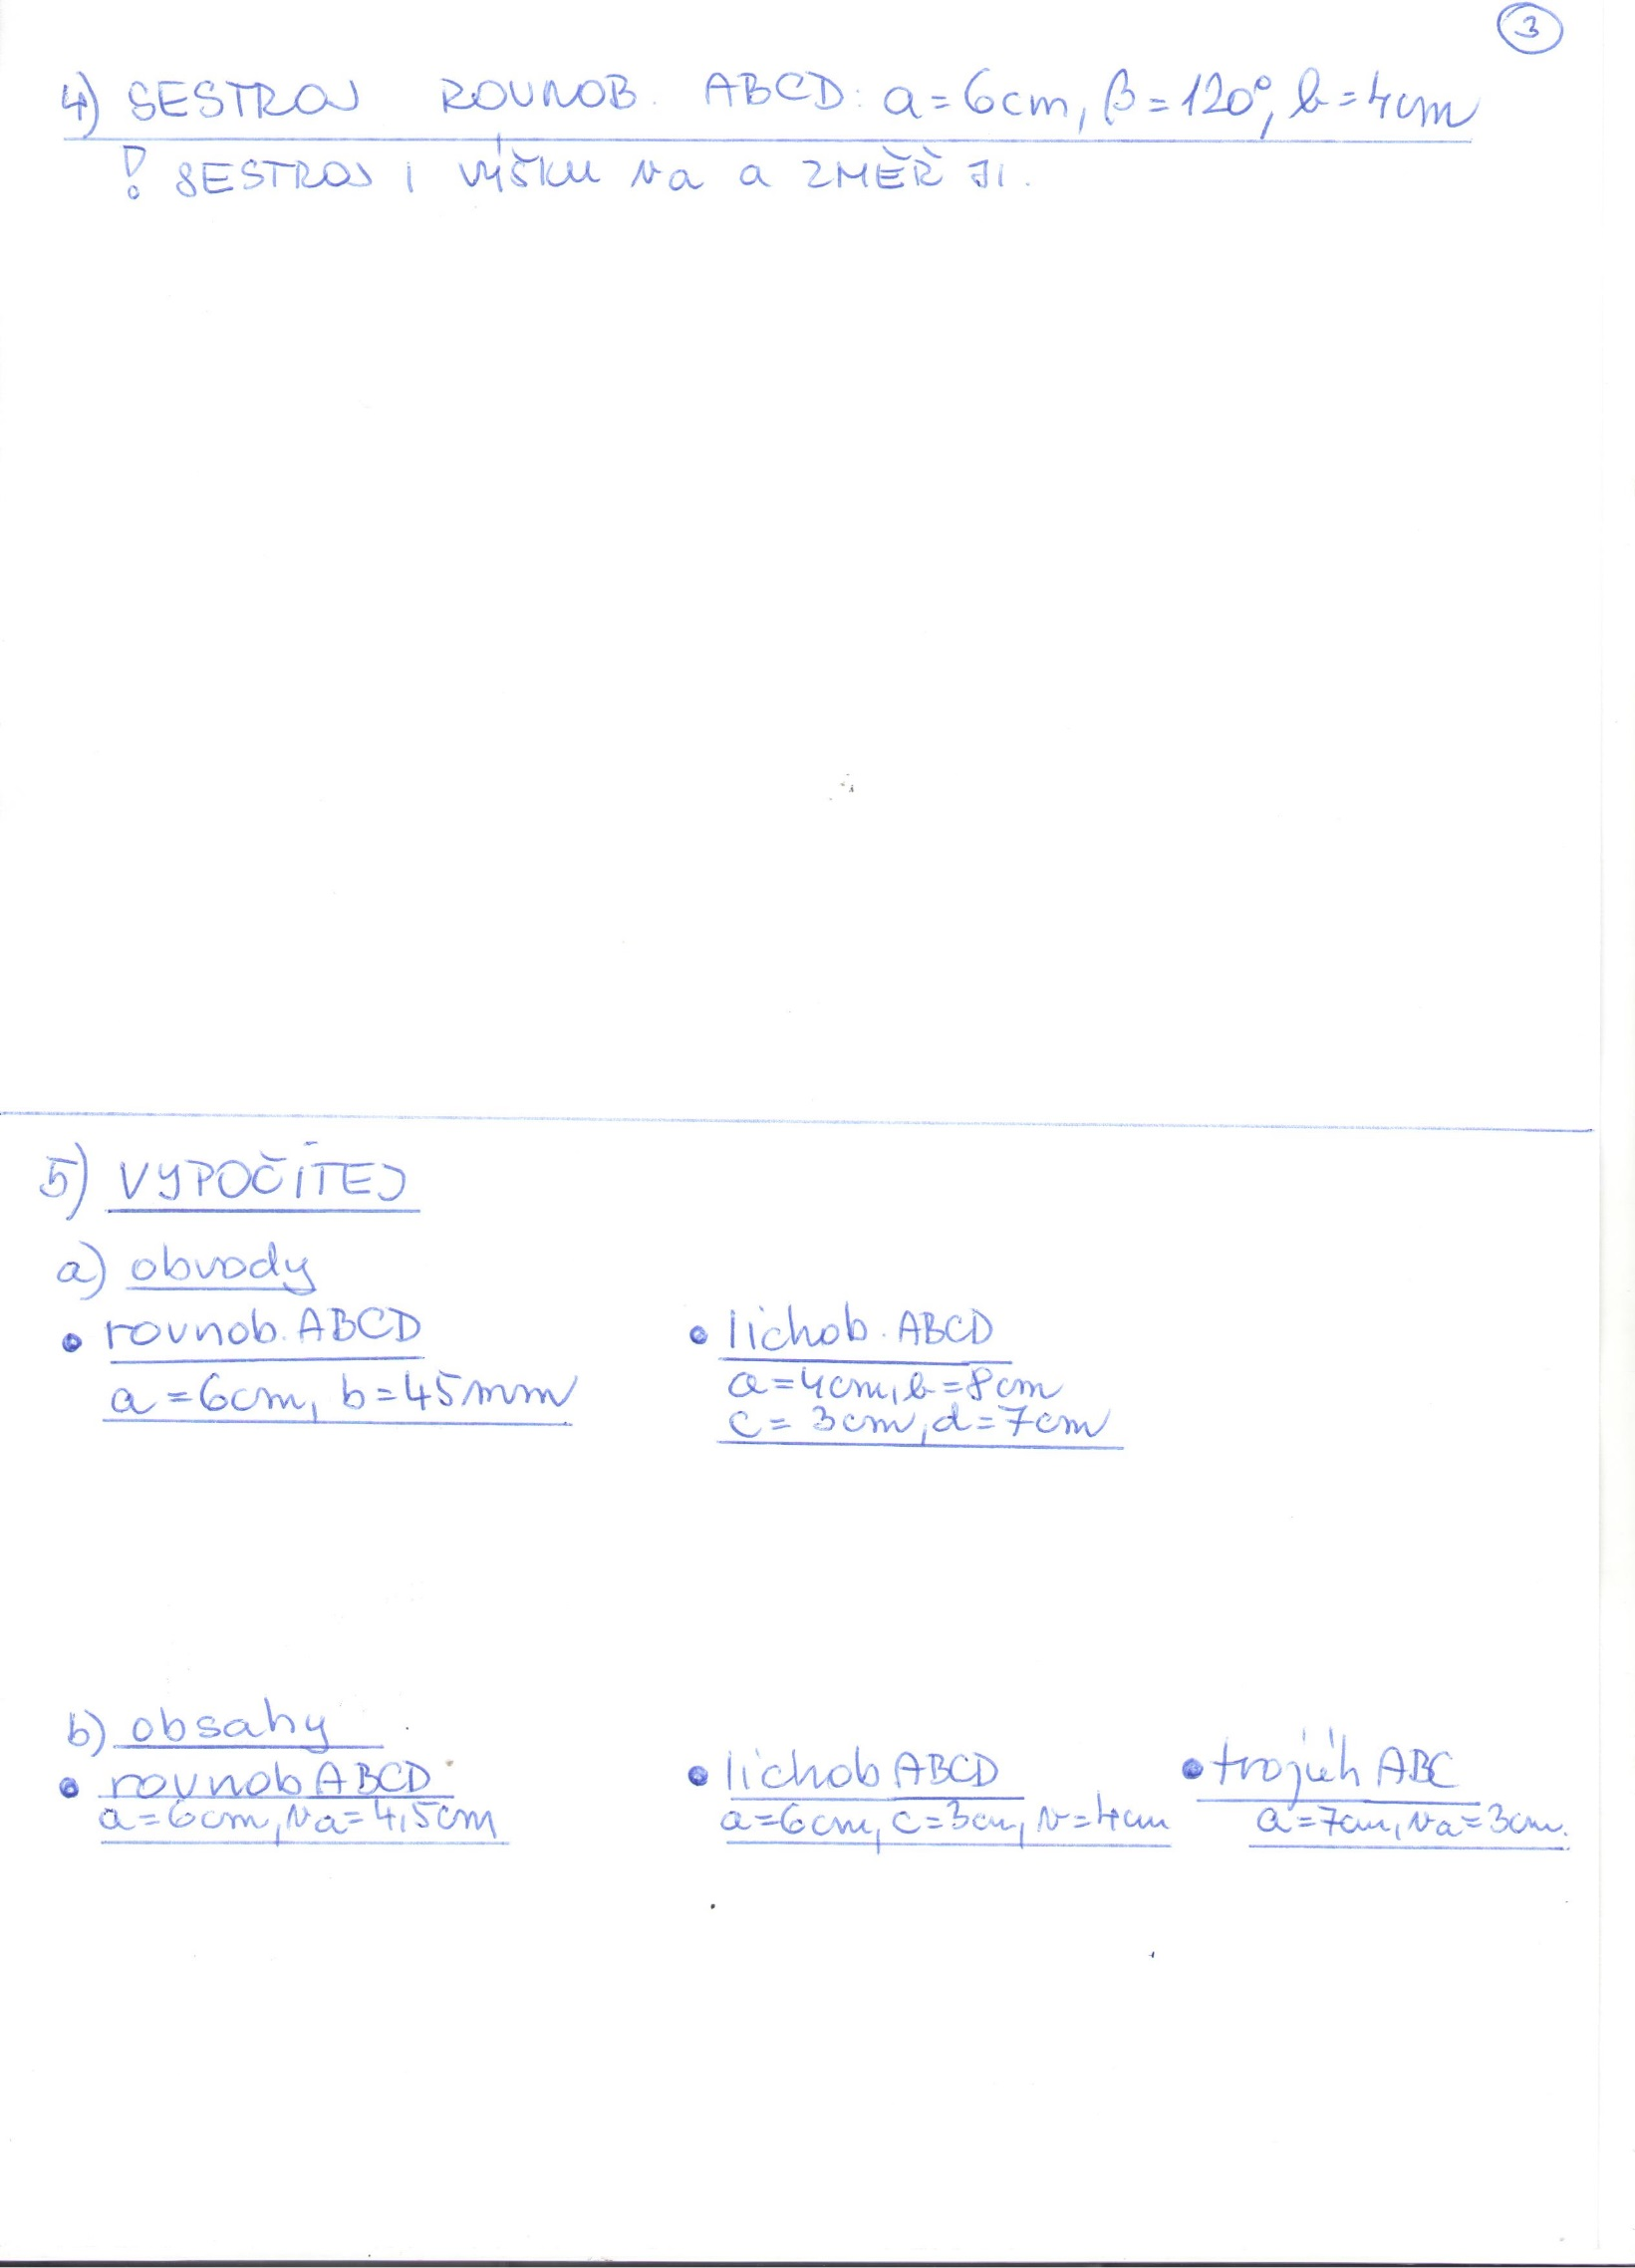 3
4) SESTROJ ROVNOB. ABCD: a=6cm, β=120°, b=4cm
! SESTROJ I VÝŠKU va a ZMĚŘ JI.
5) VYPOČÍTEJ
a) obvody
• rovnob. ABCD
a=6cm, b=45mm
• lichob. ABCD
a=4cm, b=8cm
c=3cm, d=7cm
b) obsahy
• rovnob ABCD
a=6cm, va=4,5cm
• lichob ABCD
a=6cm, c=3cm, v=4cm
• trojúh ABC
a=7cm, va=3cm.